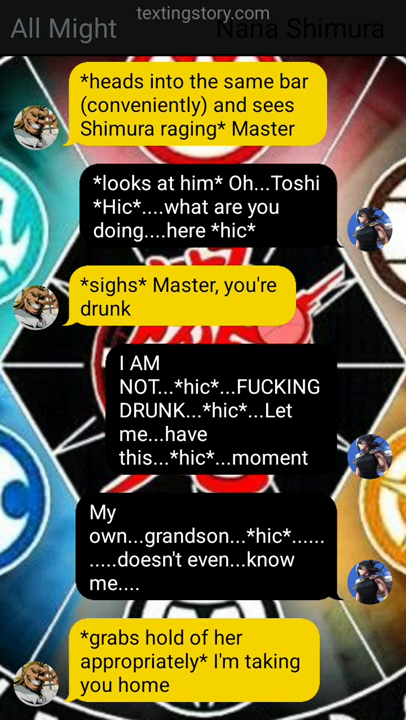 textingstory.com
All Might
Nana Shimura
*heads into the same bar
(conveniently) and sees
Shimura raging* Master
*looks at him* Oh...Toshi
*Hic*....what are you
doing....here *hic*
*sighs* Master, you're
drunk
I AM
NOT...*hic*...FUCKING
DRUNK...*hic*...Let
me...have
this...*hic*...moment
My
own...grandson...*hic*......
.....doesn't even...know
me....
*grabs hold of her
appropriately* I'm taking
you home